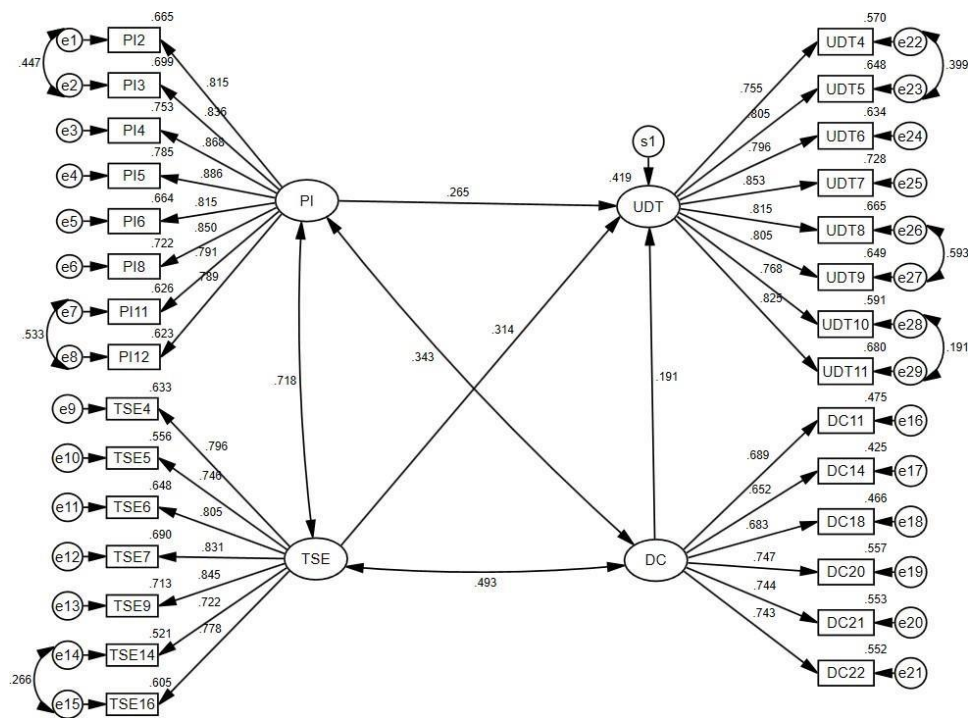 .665
e1 PI2
.447
.699
e2 PI3
.815
.753
.836
e3 PI4
.868
.785
e4 PI5
.886
.664
e5 PI6
.815
.722
.850
e6 PI8
.791
.626
.789
e7 PI11
.533
.623
e8 PI12
PI
.265
.718
.343
.314
.191
.493
s1
.419
UDT
.570
UDT4 e22
.399
.755
.648
UDT5 e23
.805
.634
UDT6 e24
.796
.728
UDT7 e25
.853
.665
UDT8 e26
.815
.593
.649
UDT9 e27
.805
.768
.591
UDT10 e28
.825
.191
.680
UDT11 e29
.633
e9 TSE4
.796
.556
e10 TSE5
.746
.648
e11 TSE6
.805
.690
e12 TSE7
.831
.713
e13 TSE9
.845
.722
.521
e14 TSE14
.778
.266
.605
e15 TSE16
TSE
DC
.475
DC11 e16
.689
.425
DC14 e17
.652
.466
DC18 e18
.683
.557
DC20 e19
.747
.553
DC21 e20
.744
.743
.552
DC22 e21